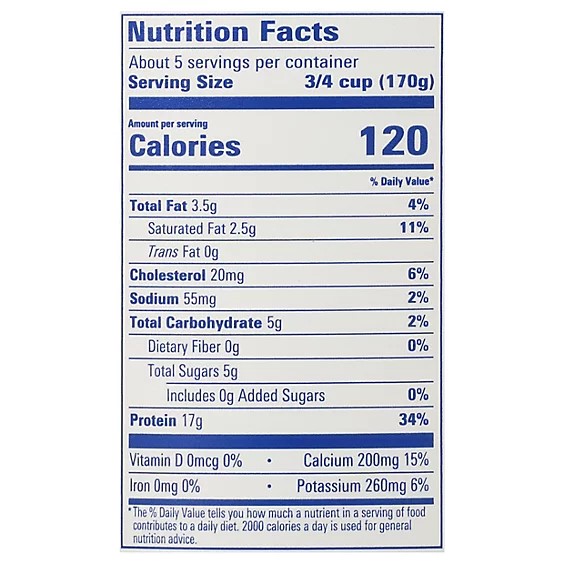 Nutrition Facts
About 5 servings per container
Serving Size 3/4 cup (170g)
Amount per serving
Calories 120
% Daily Value*
Total Fat 3.5g 4%
Saturated Fat 2.5g 11%
Trans Fat 0g
Cholesterol 20mg 6%
Sodium 55mg 2%
Total Carbohydrate 5g 2%
Dietary Fiber 0g 0%
Total Sugars 5g
Includes 0g Added Sugars 0%
Protein 17g 34%
Vitamin D 0mcg 0% • Calcium 200mg 15%
Iron 0mg 0% • Potassium 260mg 6%
*The % Daily Value tells you how much a nutrient in a serving of food
contributes to a daily diet. 2000 calories a day is used for general
nutrition advice.